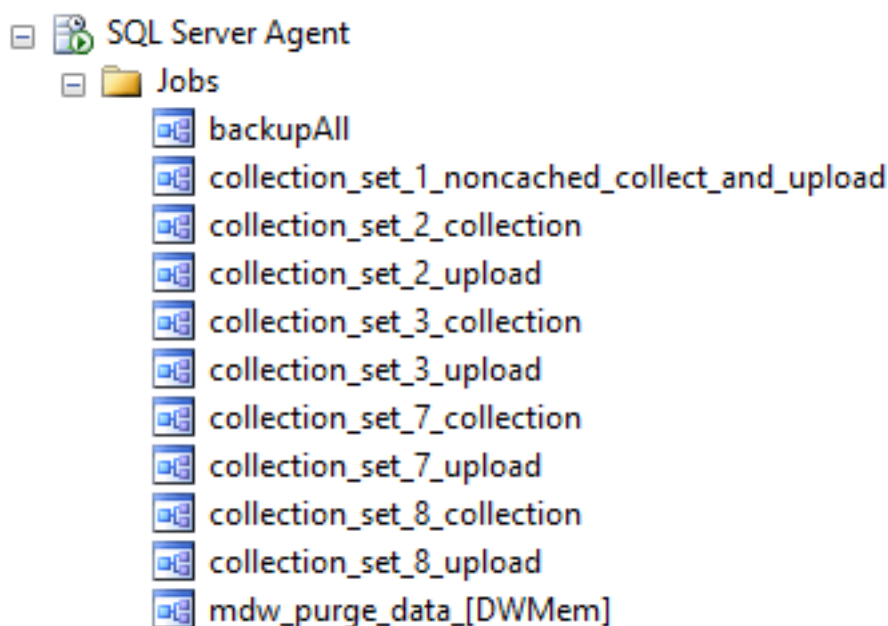 SQL Server Agent
Jobs
backupAll
collection_set_1_noncached_collect_and_upload
collection_set_2_collection
collection_set_2_upload
collection_set_3_collection
collection_set_3_upload
collection_set_7_collection
collection_set_7_upload
collection_set_8_collection
collection_set_8_upload
mdw_purge_data_[DWMem]